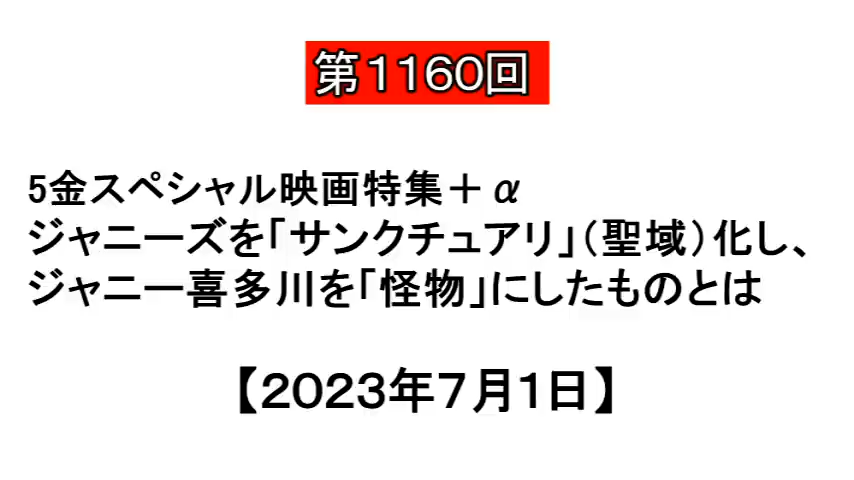 第1160回
5金スペシャル映画特集＋α
ジャニーズを｢サンクチュアリ｣（聖域）化し、
ジャニー喜多川を｢怪物｣にしたものとは
【2023年7月1日】